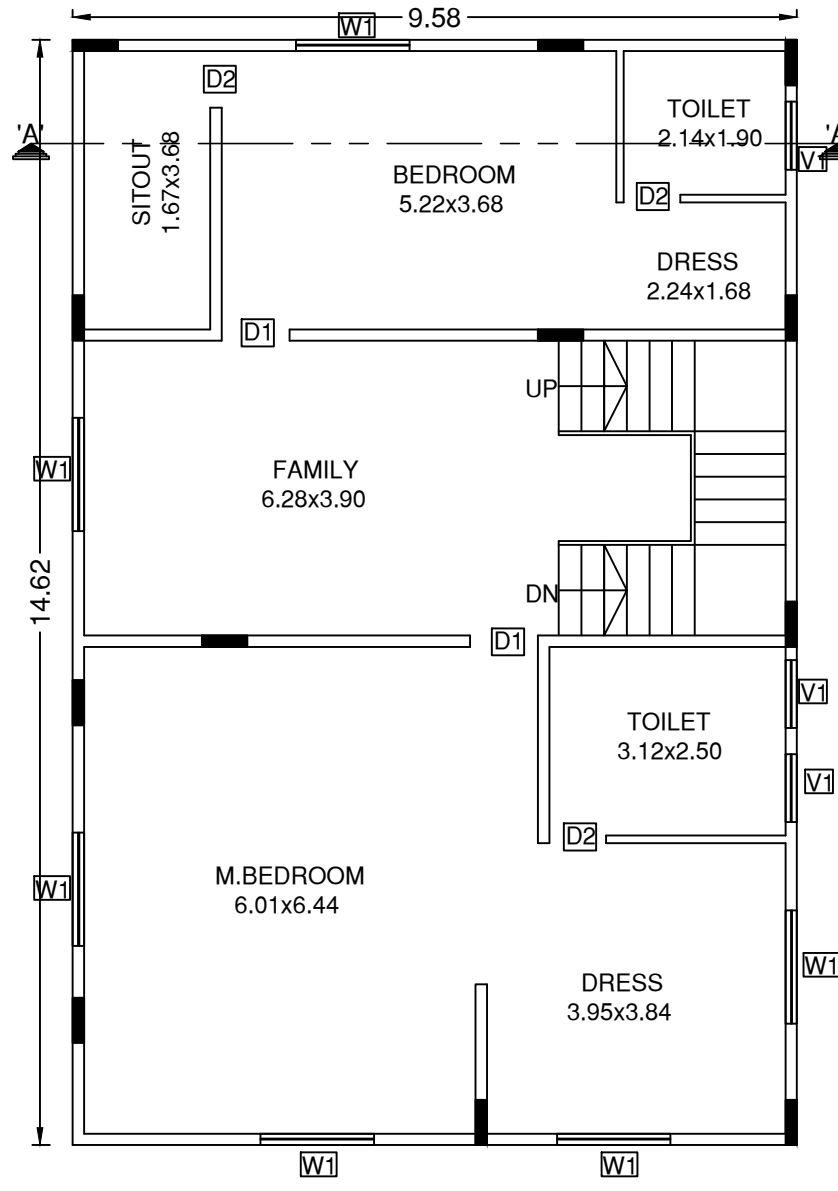 9.58
W1
D2
TOILET
2.14x1.90
'A'
'A'
V1
SITOUT
1.67x3.68
BEDROOM
5.22x3.68
D2
DRESS
2.24x1.68
D1
UP
W1
FAMILY
6.28x3.90
14.62
DN
D1
TOILET
3.12x2.50
V1
V1
D2
M.BEDROOM
6.01x6.44
W1
W1
DRESS
3.95x3.84
W1
W1